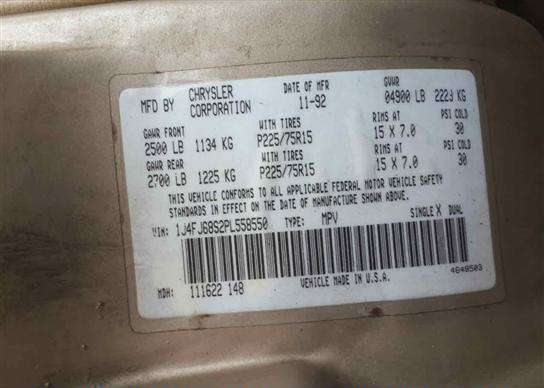 MFD BY CHRYSLER CORPORATION DATE OF MFR 11-92 GVWR 04900 LB 2223 KG
GAWR FRONT WITH TIRES RIMS AT PSI COLD
2500 LB 1134 KG P225/75R15 15 X 7.0 30
GAWR REAR WITH TIRES RIMS AT PSI COLD
2700 LB 1225 KG P225/75R15 15 X 7.0 30
THIS VEHICLE CONFORMS TO ALL APPLICABLE FEDERAL MOTOR VEHICLE SAFETY
STANDARDS IN EFFECT ON THE DATE OF MANUFACTURE SHOWN ABOVE.
VIN: 1J4FJ68S2PL558550 TYPE: MPV SINGLE X DUAL
MDH: 111622 148 VEHICLE MADE IN U.S.A. 4648503